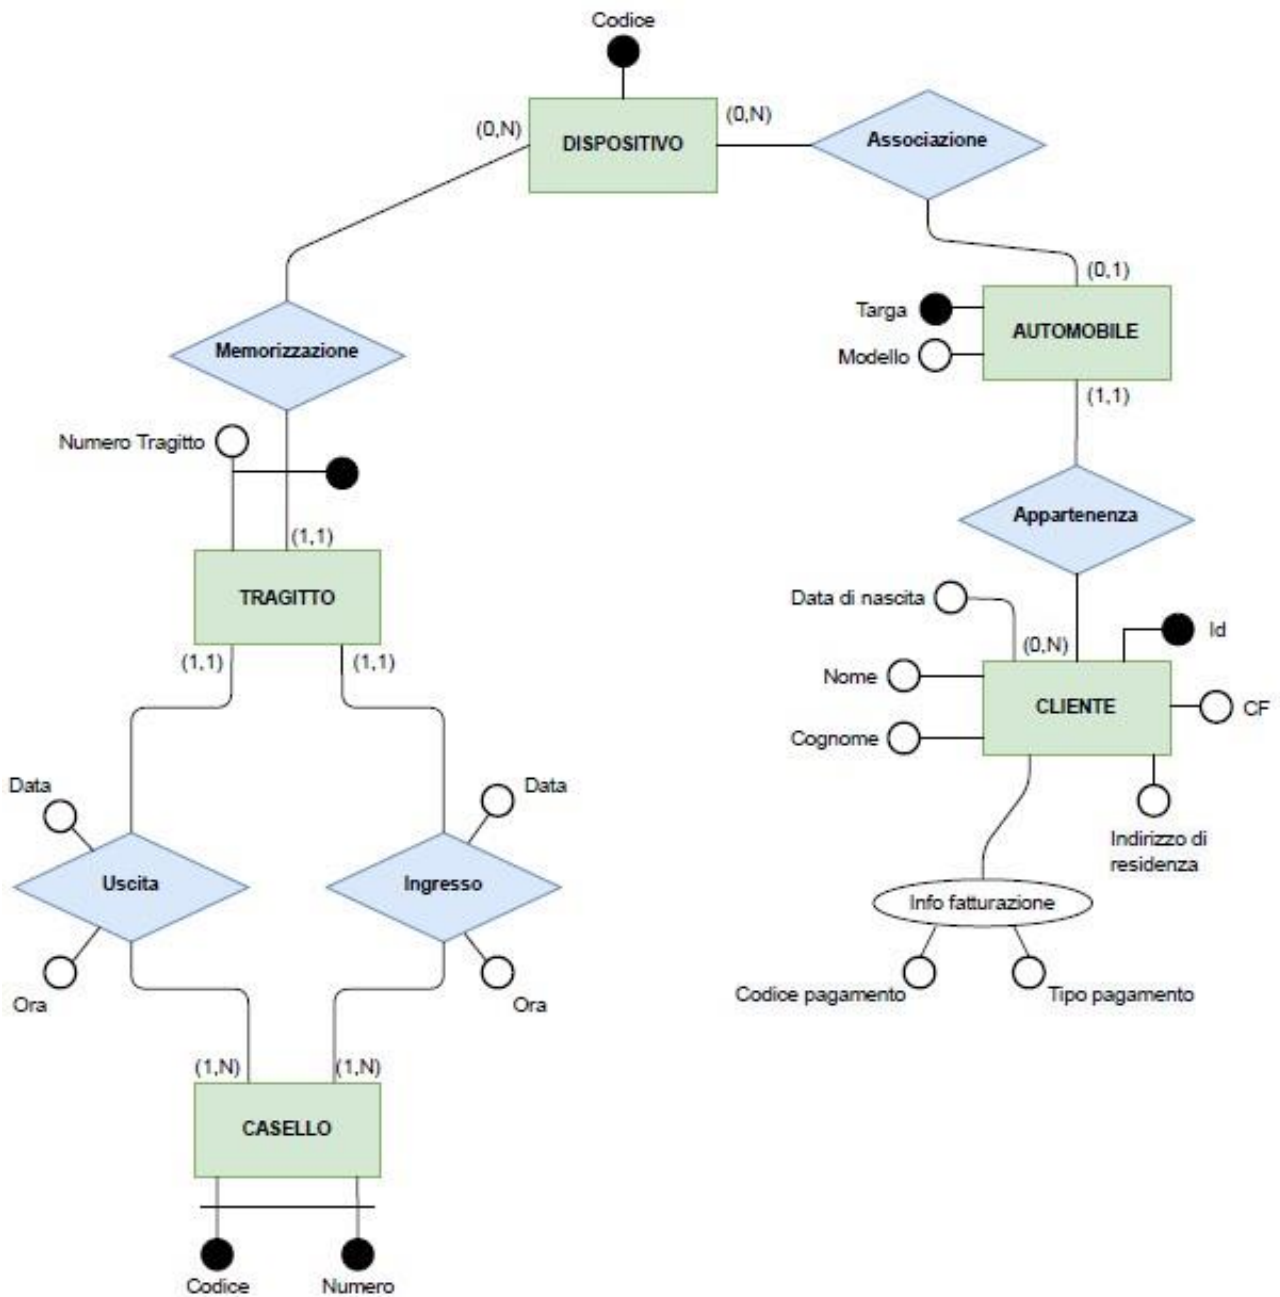 Codice
(0,N)
DISPOSITIVO
(0,N)
Associazione
(0,1)
Targa
AUTOMOBILE
Modello
(1,1)
Memorizzazione
Numero Tragitto
(1,1)
TRAGITTO
(1,1)
(1,1)
Appartenenza
Data di nascita
(0,N)
Id
Nome
CLIENTE
CF
Cognome
Indirizzo di
residenza
Info fatturazione
Codice pagamento
Tipo pagamento
Data
Data
Uscita
Ingresso
Ora
Ora
(1,N)
(1,N)
CASELLO
Codice
Numero